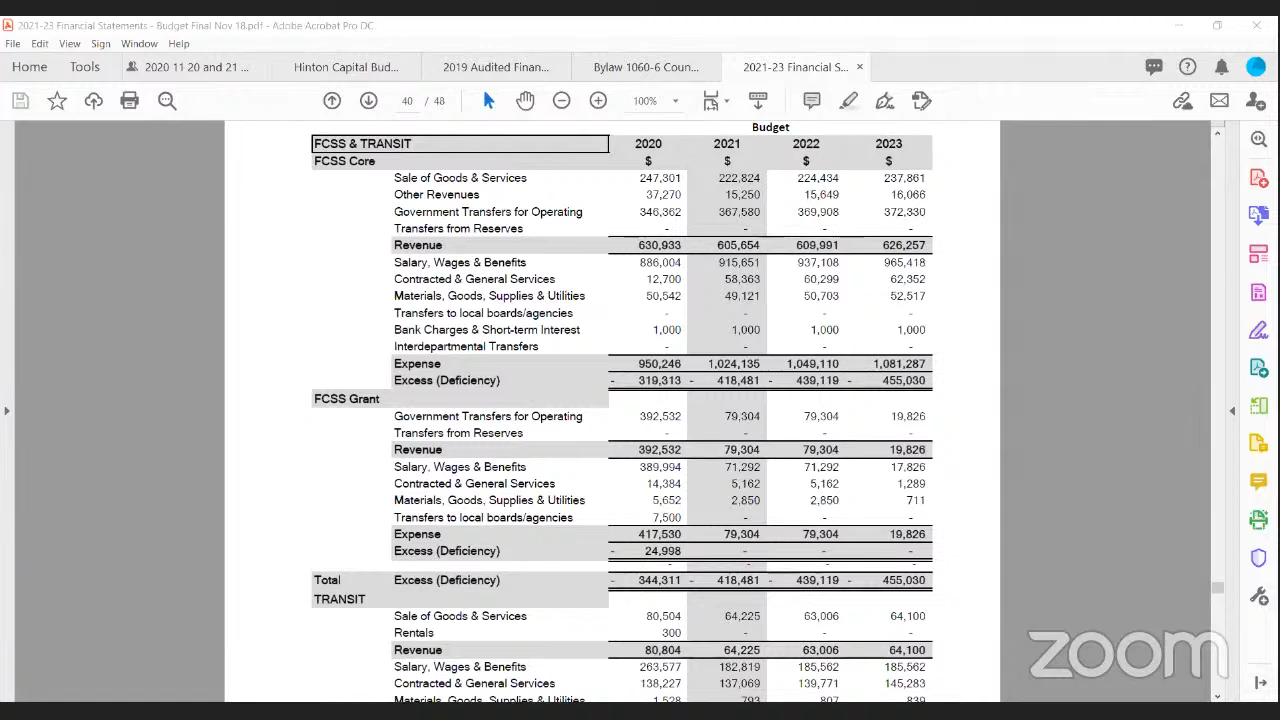 2021-23 Financial Statements - Budget Final Nov 18.pdf - Adobe Acrobat Pro DC
File Edit View Sign Window Help
Home Tools 2020 11 20 and 21 ... Hinton Capital Bud... 2019 Audited Finan... Bylaw 1060-6 Coun... 2021-23 Financial S... ×
40 / 48 100%
Budget
FCSS & TRANSIT 2020 2021 2022 2023
FCSS Core $ $ $ $
Sale of Goods & Services 247,301 222,824 224,434 237,861
Other Revenues 37,270 15,250 15,649 16,066
Government Transfers for Operating 346,362 367,580 369,908 372,330
Transfers from Reserves - - - -
Revenue 630,933 605,654 609,991 626,257
Salary, Wages & Benefits 886,004 915,651 937,108 965,418
Contracted & General Services 12,700 58,363 60,299 62,352
Materials, Goods, Supplies & Utilities 50,542 49,121 50,703 52,517
Transfers to local boards/agencies - - - -
Bank Charges & Short-term Interest 1,000 1,000 1,000 1,000
Interdepartmental Transfers - - - -
Expense 950,246 1,024,135 1,049,110 1,081,287
Excess (Deficiency) - 319,313 - 418,481 - 439,119 - 455,030
FCSS Grant
Government Transfers for Operating 392,532 79,304 79,304 19,826
Transfers from Reserves - - - -
Revenue 392,532 79,304 79,304 19,826
Salary, Wages & Benefits 389,994 71,292 71,292 17,826
Contracted & General Services 14,384 5,162 5,162 1,289
Materials, Goods, Supplies & Utilities 5,652 2,850 2,850 711
Transfers to local boards/agencies 7,500 - - -
Expense 417,530 79,304 79,304 19,826
Excess (Deficiency) - 24,998 - - -
- - - -
Total Excess (Deficiency) - 344,311 - 418,481 - 439,119 - 455,030
TRANSIT
Sale of Goods & Services 80,504 64,225 63,006 64,100
Rentals 300 - - -
Revenue 80,804 64,225 63,006 64,100
Salary, Wages & Benefits 263,577 182,819 185,562 185,562
Contracted & General Services 138,227 137,069 139,771 145,283
Materials, Goods, Supplies & Utilities 1,528 793 807 839
zoom